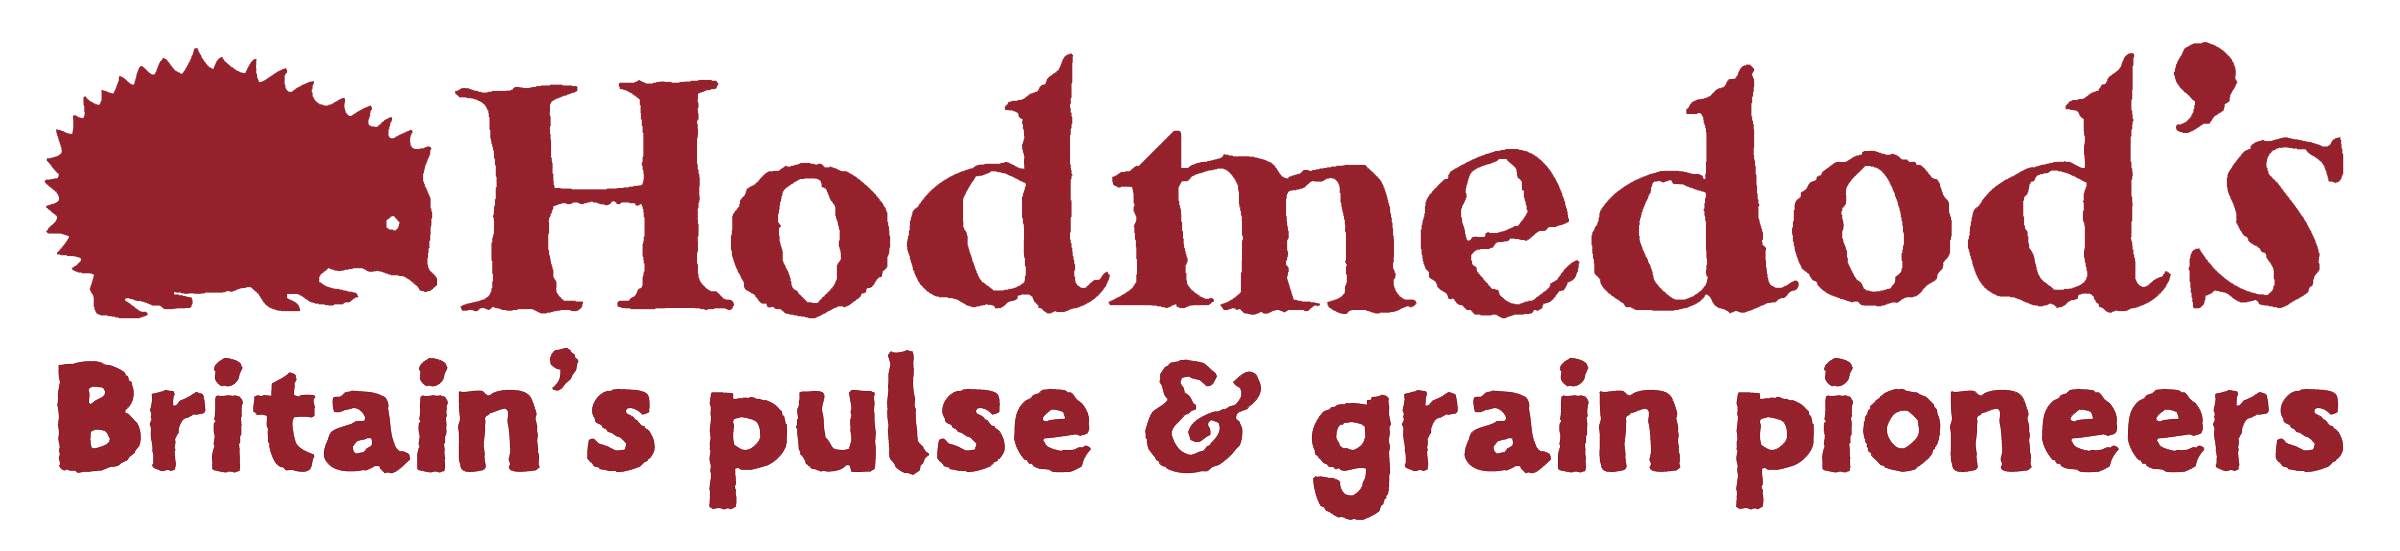 Hodmedod’s
Britain’s pulse & grain pioneers